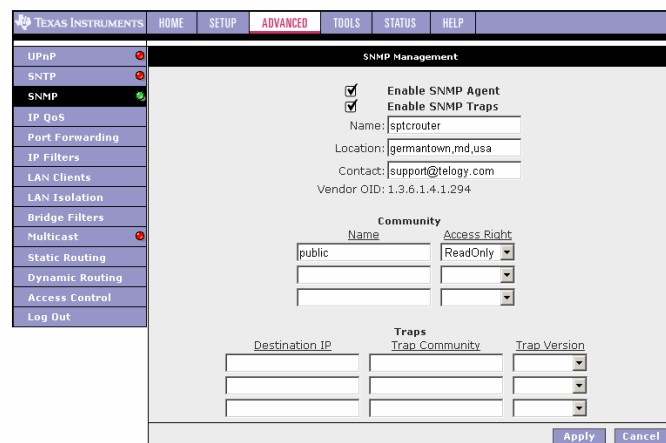 TEXAS INSTRUMENTS HOME SETUP ADVANCED TOOLS STATUS HELP
UPnP
SNTP
SNMP
IP QoS
Port Forwarding
IP Filters
LAN Clients
LAN Isolation
Bridge Filters
Multicast
Static Routing
Dynamic Routing
Access Control
Log Out
SNMP Management
Enable SNMP Agent
Enable SNMP Traps
Name: sptcrouter
Location: germantown,md,usa
Contact: support@telogy.com
Vendor OID: 1.3.6.1.4.1.294
Community
Name Access Right
public ReadOnly
Traps
Destination IP Trap Community Trap Version
Apply Cancel